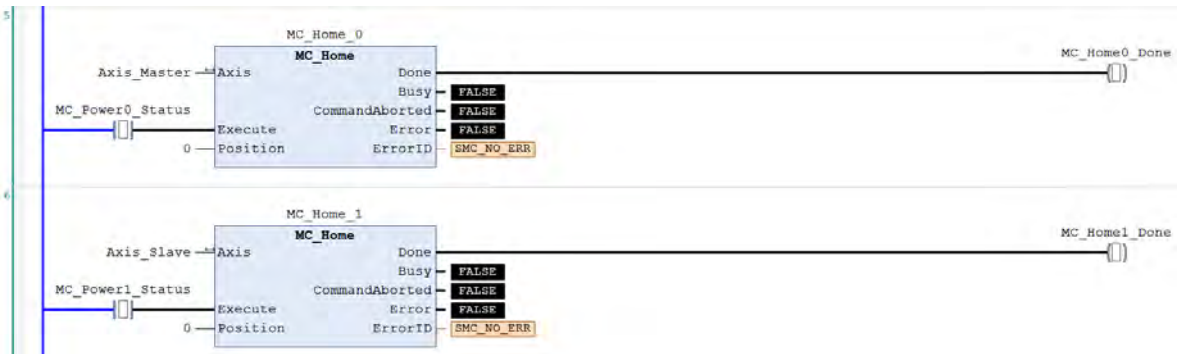 5
MC_Home_0
MC_Home
MC_Home0_Done
Axis_Master Axis Done
Busy FALSE
MC_Power0_Status CommandAborted FALSE
Execute Error FALSE
0 Position ErrorID SMC_NO_ERR
6
MC_Home_1
MC_Home
MC_Home1_Done
Axis_Slave Axis Done
Busy FALSE
MC_Power1_Status CommandAborted FALSE
Execute Error FALSE
0 Position ErrorID SMC_NO_ERR